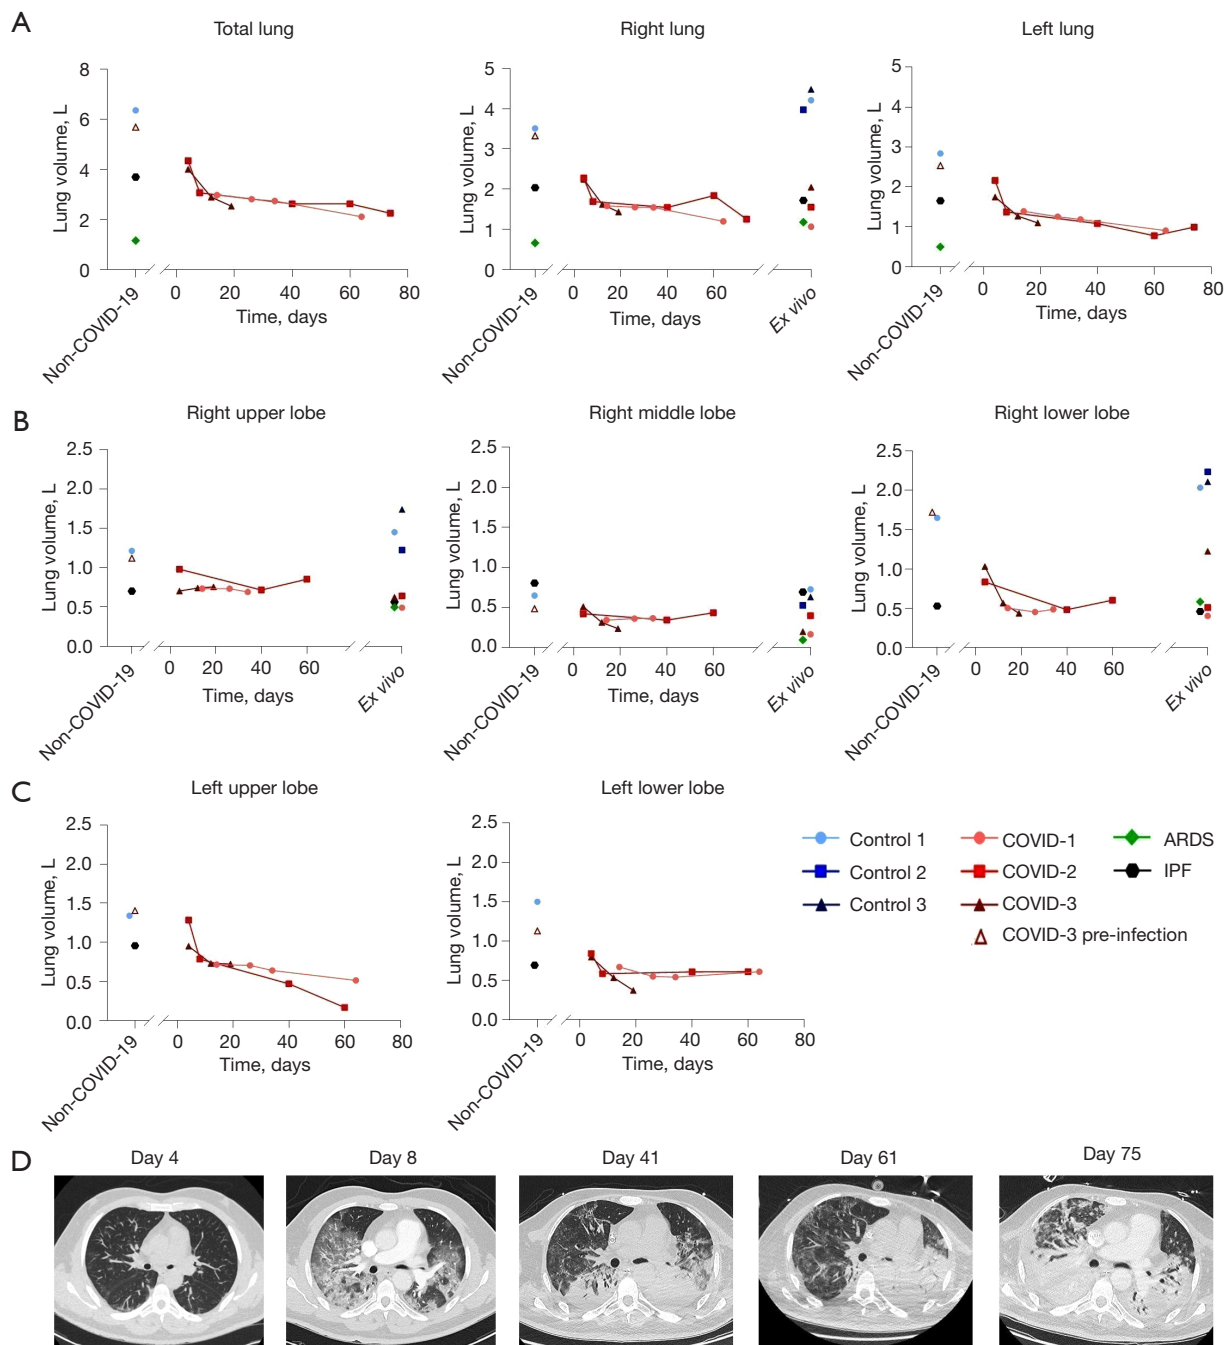 A
Total lung
Right lung
Left lung
Lung volume, L
8
6
4
2
0
Non-COVID-19
0 20 40 60 80
Time, days
Lung volume, L
5
4
3
2
1
0
Non-COVID-19
0 20 40 60
Time, days
Ex vivo
Lung volume, L
5
4
3
2
1
0
Non-COVID-19
0 20 40 60 80
Time, days
B
Right upper lobe
Right middle lobe
Right lower lobe
Lung volume, L
2.5
2.0
1.5
1.0
0.5
0.0
Non-COVID-19
0 20 40 60
Time, days
Ex vivo
Lung volume, L
2.5
2.0
1.5
1.0
0.5
0.0
Non-COVID-19
0 20 40 60
Time, days
Ex vivo
Lung volume, L
2.5
2.0
1.5
1.0
0.5
0.0
Non-COVID-19
0 20 40 60
Time, days
Ex vivo
C
Left upper lobe
Left lower lobe
Lung volume, L
2.5
2.0
1.5
1.0
0.5
0.0
Non-COVID-19
0 20 40 60 80
Time, days
Lung volume, L
2.5
2.0
1.5
1.0
0.5
0.0
Non-COVID-19
0 20 40 60 80
Time, days
Control 1
Control 2
Control 3
COVID-1
COVID-2
COVID-3
COVID-3 pre-infection
ARDS
IPF
D
Day 4
Day 8
Day 41
Day 61
Day 75